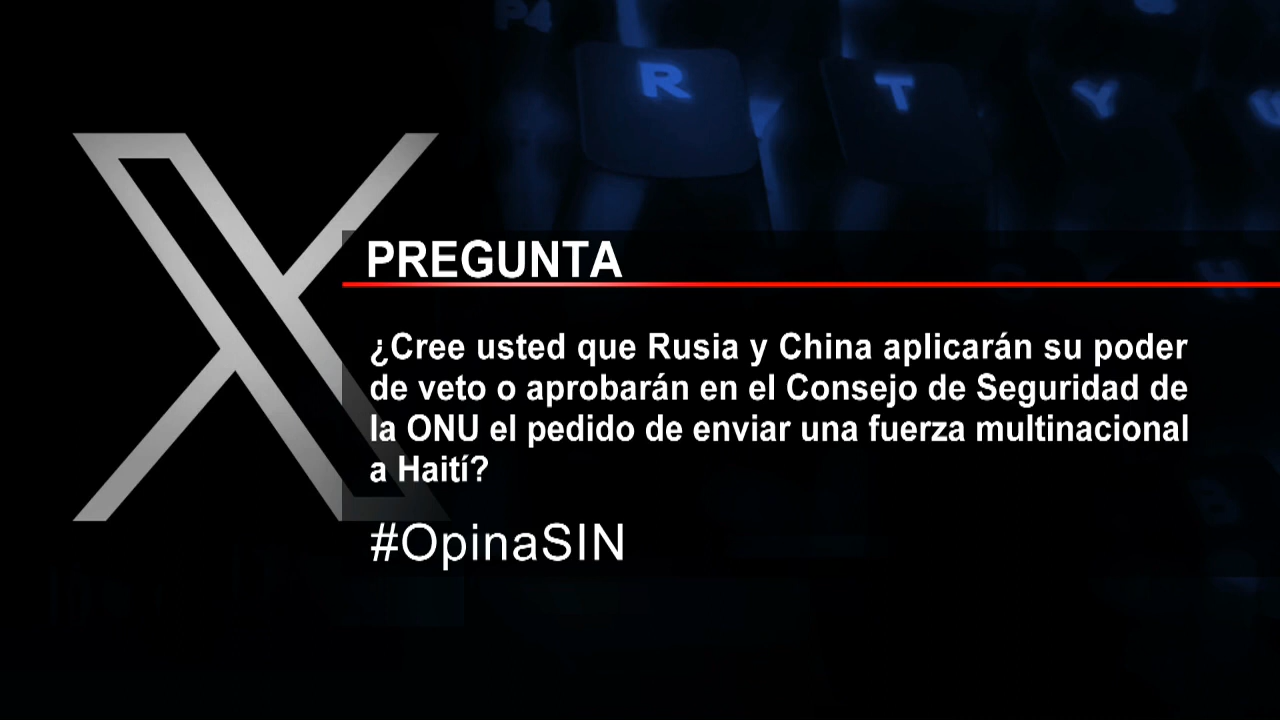 P4
R T Y
PREGUNTA
H
¿Cree usted que Rusia y China aplicarán su poder
de veto o aprobarán en el Consejo de Seguridad de
la ONU el pedido de enviar una fuerza multinacional
a Haití?
#OpinaSIN